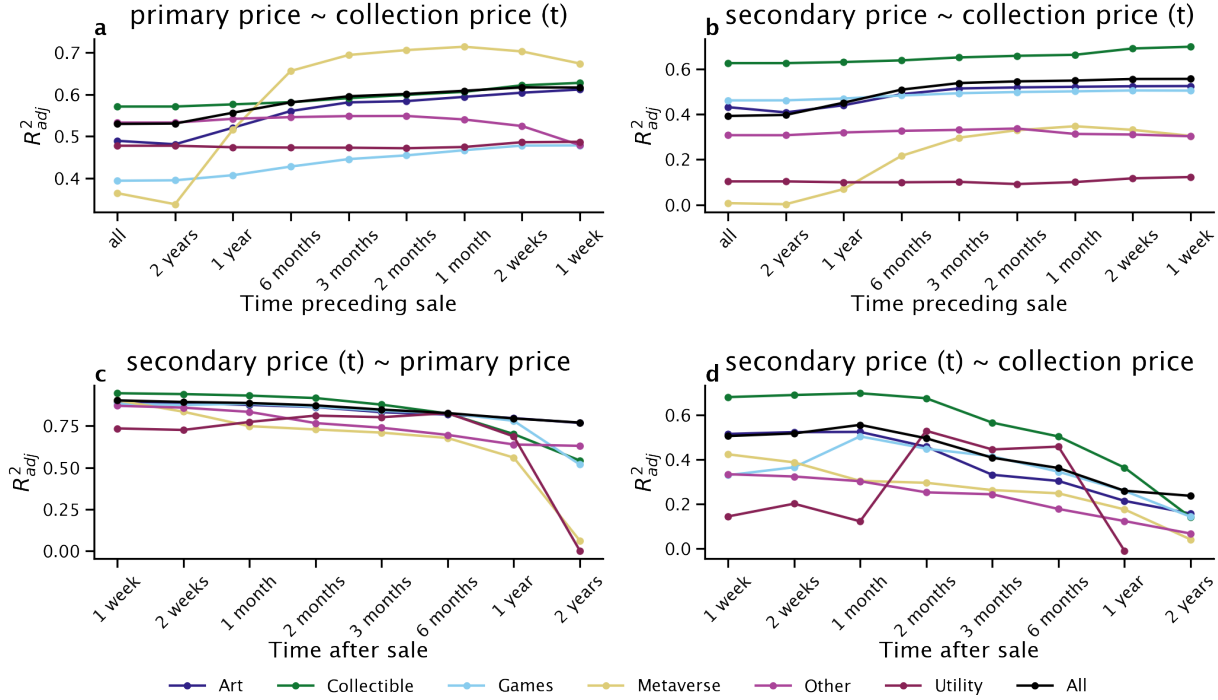 a primary price ~ collection price (t)
R²adj
0.7
0.6
0.5
0.4
all
2 years
1 year
6 months
3 months
2 months
1 month
2 weeks
1 week
Time preceding sale
b secondary price ~ collection price (t)
R²adj
0.6
0.4
0.2
0.0
all
2 years
1 year
6 months
3 months
2 months
1 month
2 weeks
1 week
Time preceding sale
c secondary price (t) ~ primary price
R²adj
0.75
0.50
0.25
0.00
1 week
2 weeks
1 month
2 months
3 months
6 months
1 year
2 years
Time after sale
d secondary price (t) ~ collection price
R²adj
0.6
0.4
0.2
0.0
1 week
2 weeks
1 month
2 months
3 months
6 months
1 year
2 years
Time after sale
Art Collectible Games Metaverse Other Utility All